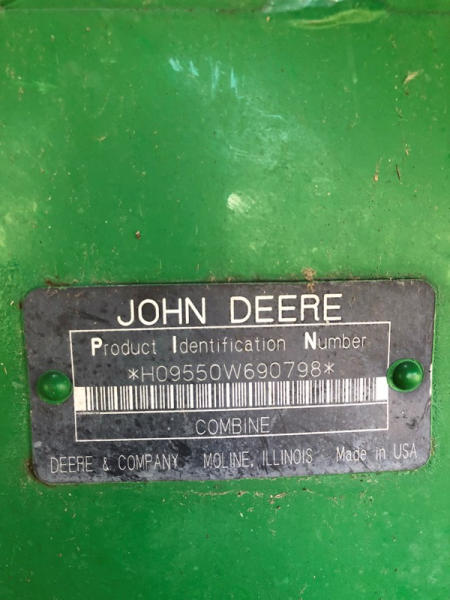 JOHN DEERE
Product Identification Number
*H09550W690798*
COMBINE
DEERE & COMPANY MOLINE, ILLINOIS Made in USA